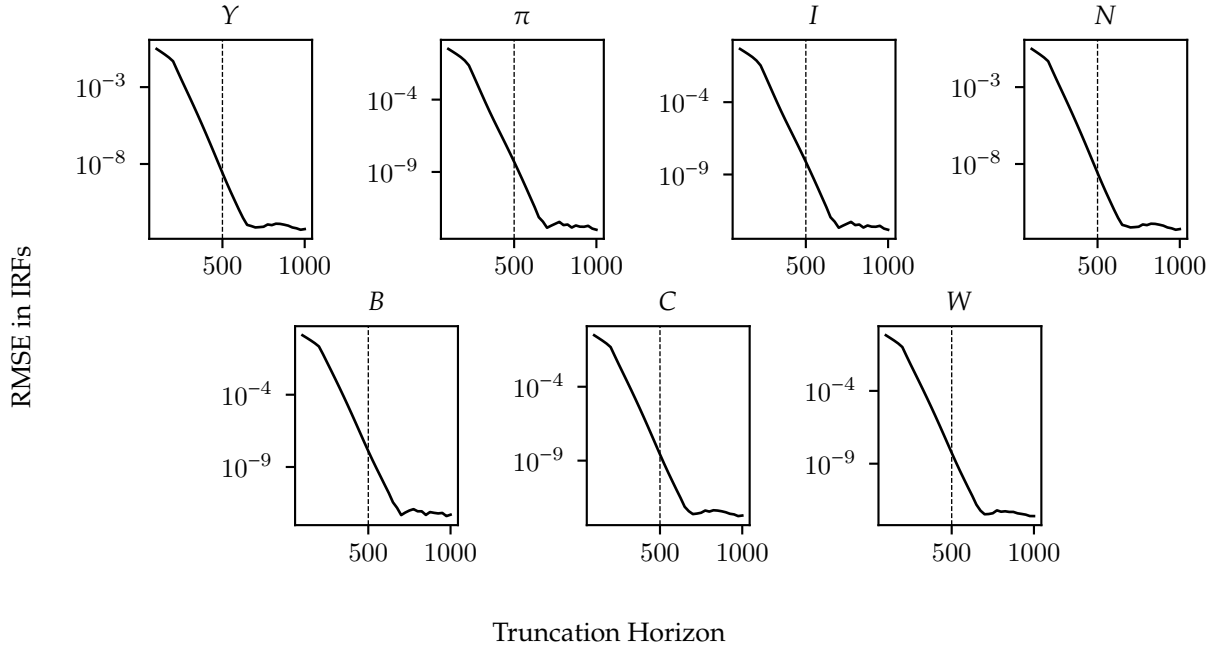 Y π I N
10⁻³ 10⁻⁴ 10⁻⁴ 10⁻³
10⁻⁸ 10⁻⁹ 10⁻⁹ 10⁻⁸
500 1000 500 1000 500 1000 500 1000
RMSE in IRFs
B C W
10⁻⁴ 10⁻⁴ 10⁻⁴
10⁻⁹ 10⁻⁹ 10⁻⁹
500 1000 500 1000 500 1000
Truncation Horizon